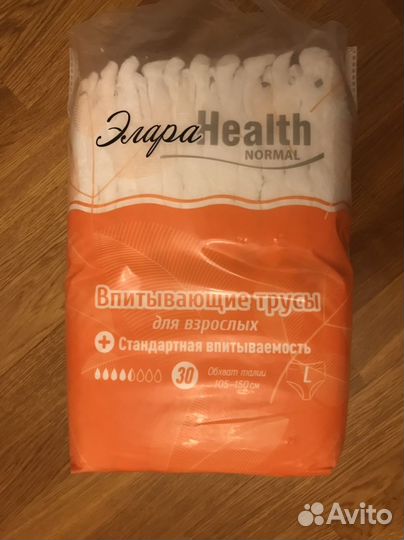 Элара Health
NORMAL
Впитывающие трусы
для взрослых
+ Стандартная впитываемость
30
Обхват талии
105-150 см
L
Avito